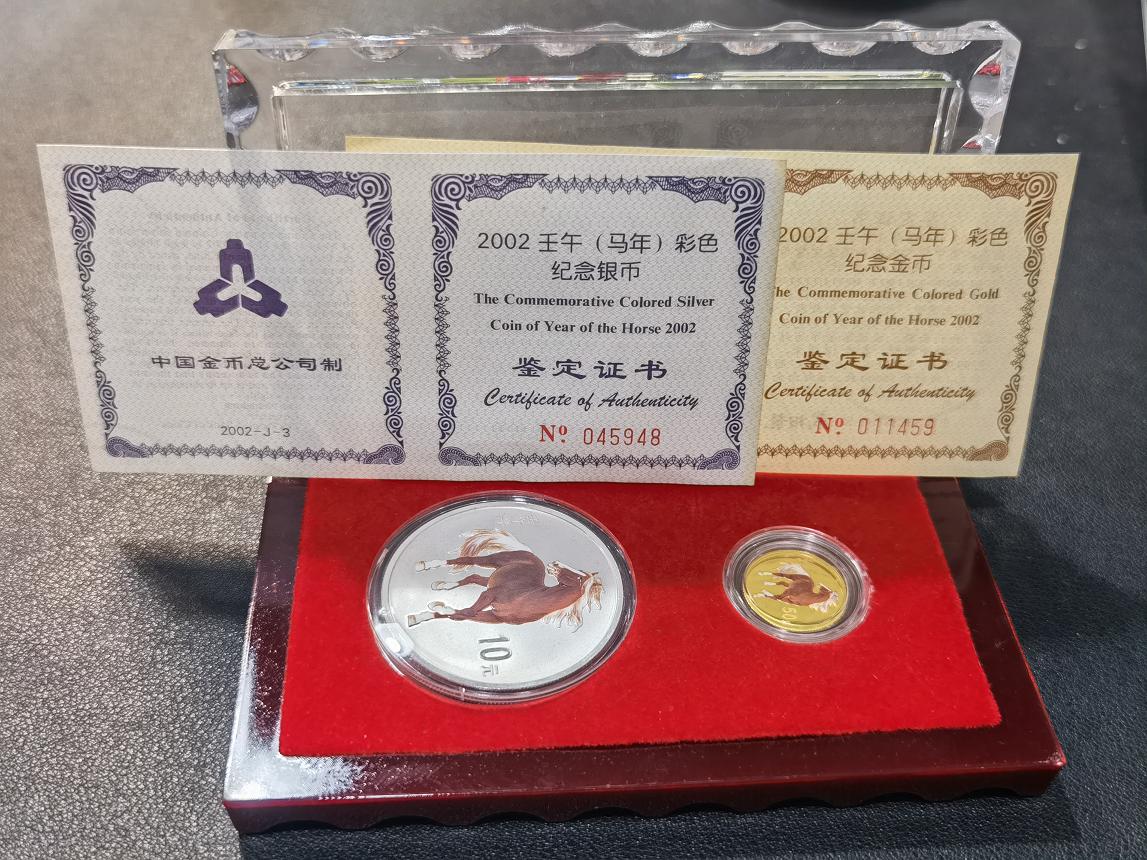 中国金币总公司制
2002-J-3
2002 壬午（马年）彩色
纪念银币
The Commemorative Colored Silver
Coin of Year of the Horse 2002
鉴定证书
Certificate of Authenticity
Nº 045948
2002 壬午（马年）彩色
纪念金币
he Commemorative Colored Gold
Coin of Year of the Horse 2002
鉴定证书
Certificate of Authenticity
Nº 011459
10元
50